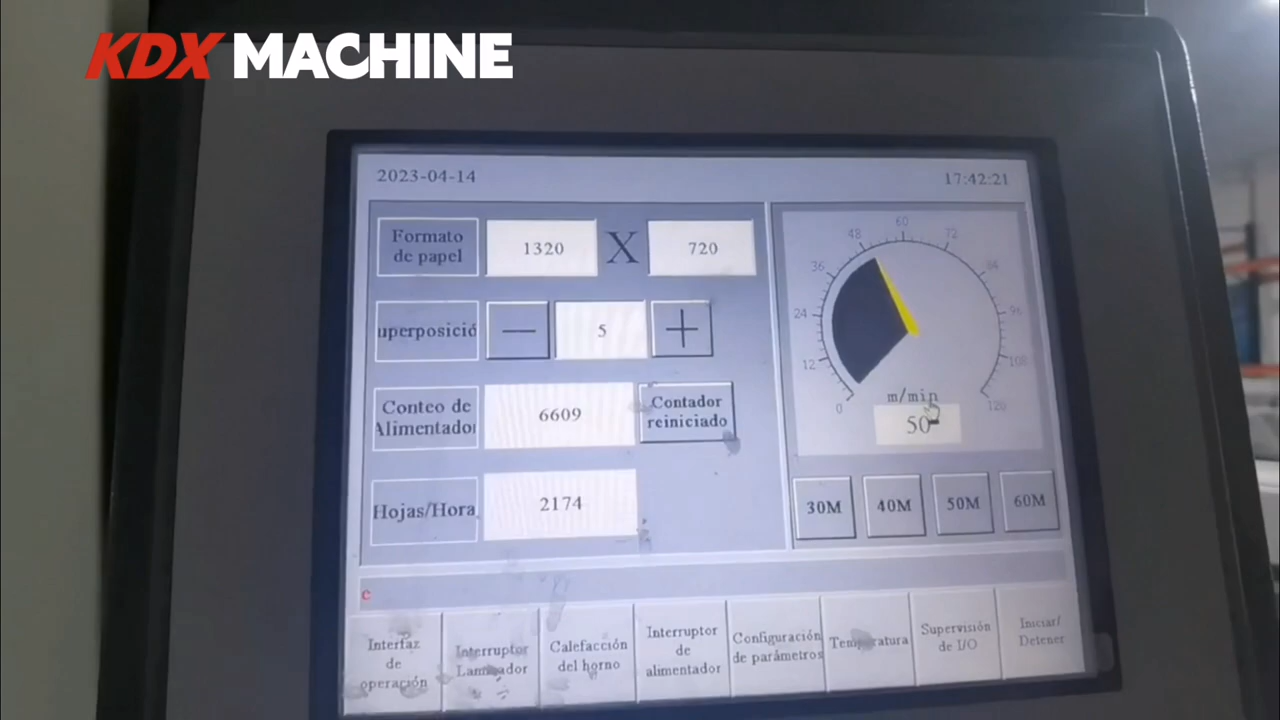 KDX MACHINE
2023-04-14
17:42:21
Formato
de papel
1320
X
720
uperposició
—
5
+
Conteo de
Alimentador
6609
Contador
reiniciado
Hojas/Hora
2174
0
12
24
36
48
60
72
84
96
108
120
m/min
50
30M
40M
50M
60M
c
Interfaz
de
operación
Interruptor
Laminador
Calefacción
del horno
Interruptor
de
alimentador
Configuración
de parámetros
Temperatura
Supervisión
de I/O
Iniciar/
Detener